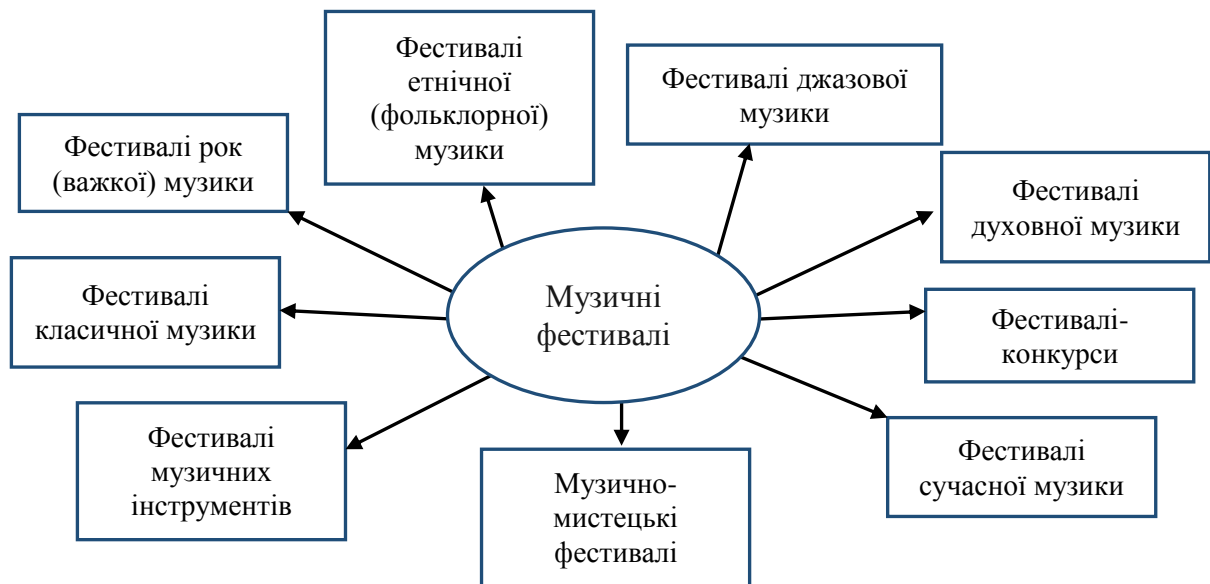 Фестивалі
етнічної
(фольклорної)
музики
Фестивалі джазової
музики
Фестивалі рок
(важкої) музики
Фестивалі
духовної музики
Фестивалі
класичної музики
Музичні
фестивалі
Фестивалі-
конкурси
Фестивалі
музичних
інструментів
Музично-
мистецькі
фестивалі
Фестивалі
сучасної музики